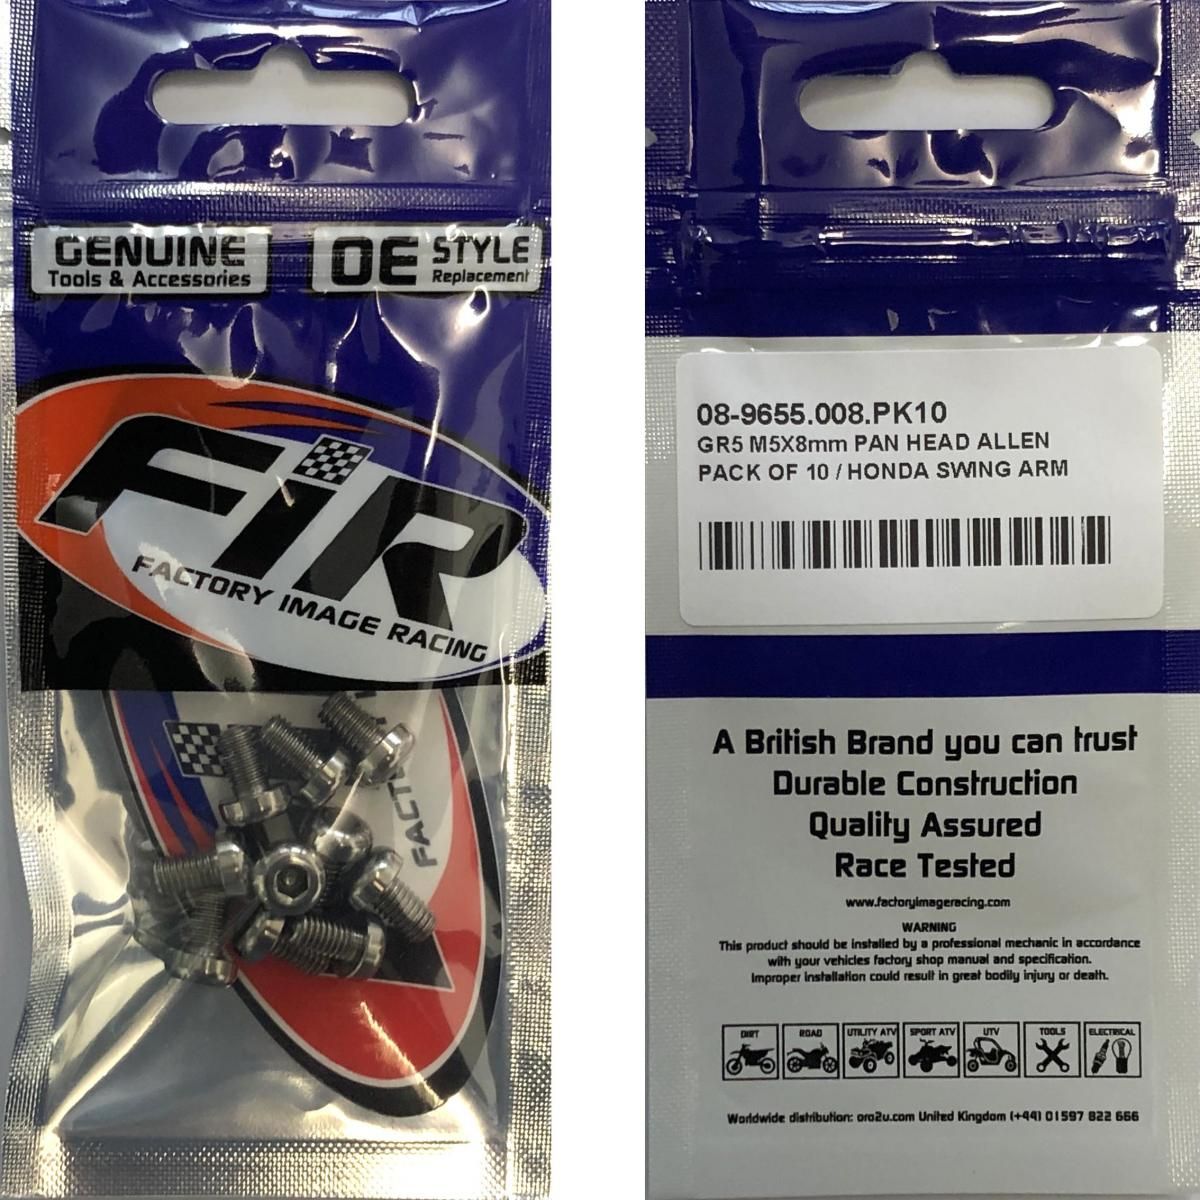 GENUINE
Tools & Accessories
OE STYLE
Replacement
FiR
FACTORY IMAGE RACING
FACT
08-9655.008.PK10
GR5 M5X8mm PAN HEAD ALLEN
PACK OF 10 / HONDA SWING ARM
A British Brand you can trust
Durable Construction
Quality Assured
Race Tested
www.factoryimageracing.com
WARNING
This product should be installed by a professional mechanic in accordance
with your vehicles factory shop manual and specification.
Improper installation could result in great bodily injury or death.
DIRT ROAD UTILITY ATV SPORT ATV UTV TOOLS ELECTRICAL
Worldwide distribution: oro2u.com United Kingdom (+44) 01597 822 666